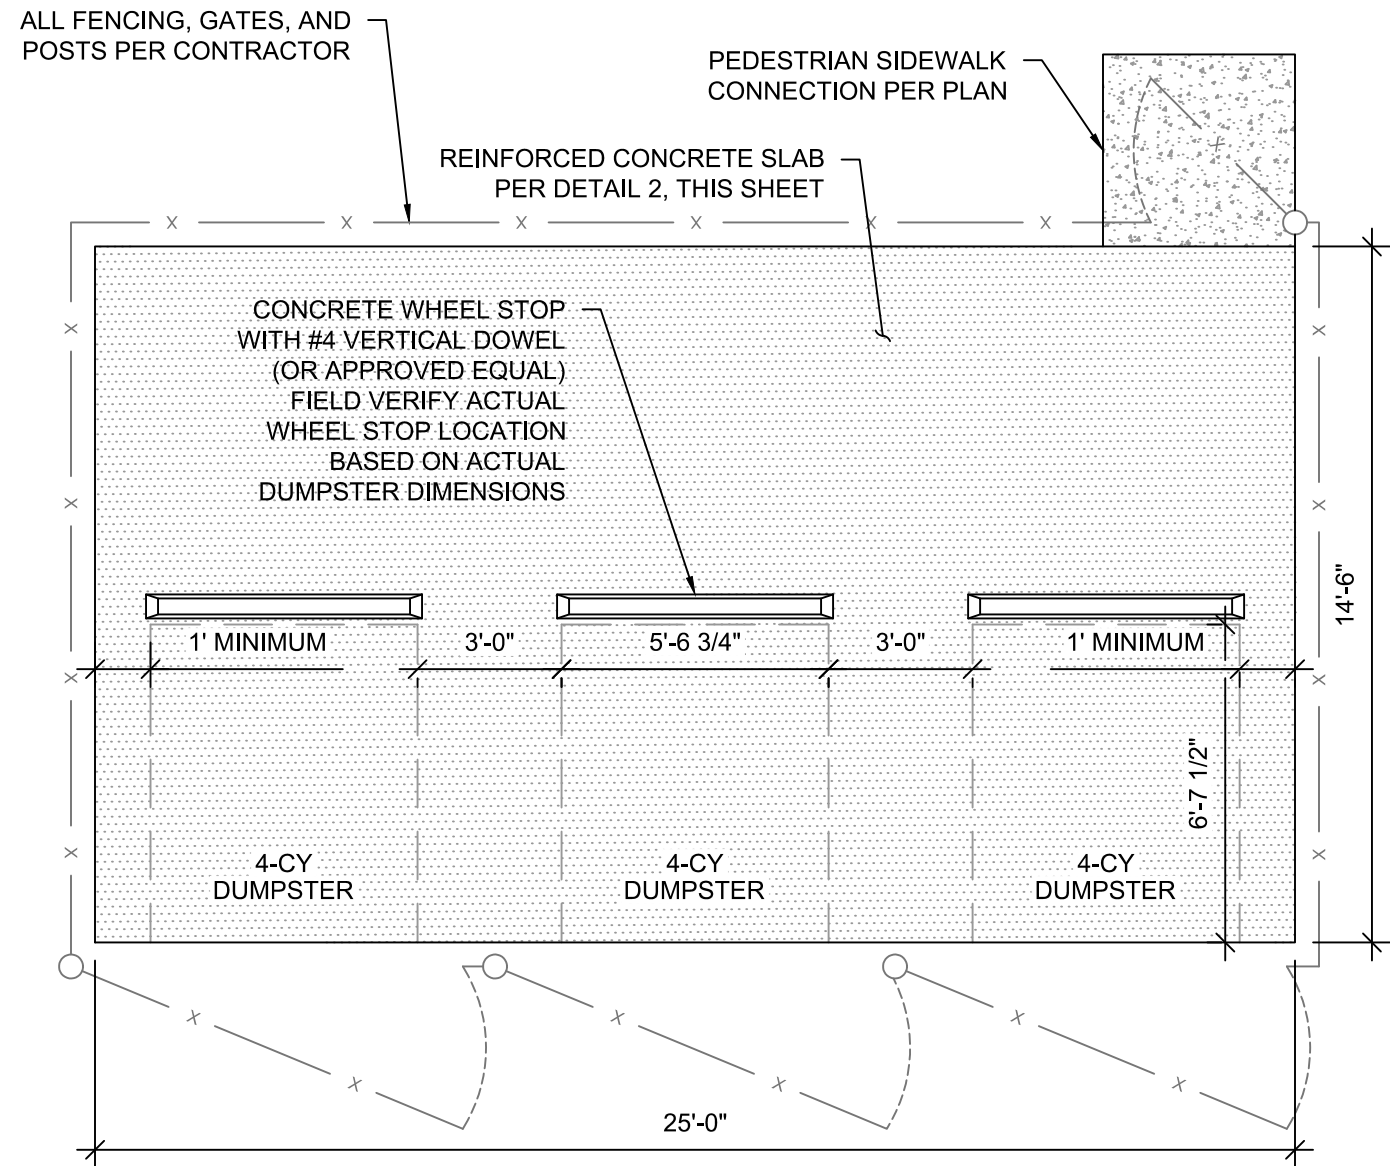 ALL FENCING, GATES, AND
POSTS PER CONTRACTOR
PEDESTRIAN SIDEWALK
CONNECTION PER PLAN
REINFORCED CONCRETE SLAB
PER DETAIL 2, THIS SHEET
X X X X X X
X
CONCRETE WHEEL STOP
WITH #4 VERTICAL DOWEL
(OR APPROVED EQUAL)
FIELD VERIFY ACTUAL
WHEEL STOP LOCATION
BASED ON ACTUAL
DUMPSTER DIMENSIONS
X X
X X
14'-6"
1' MINIMUM 3'-0" 5'-6 3/4" 3'-0" 1' MINIMUM
X X
6'-7 1/2"
X X
4-CY
DUMPSTER
4-CY
DUMPSTER
4-CY
DUMPSTER
X X X
X X X
25'-0"